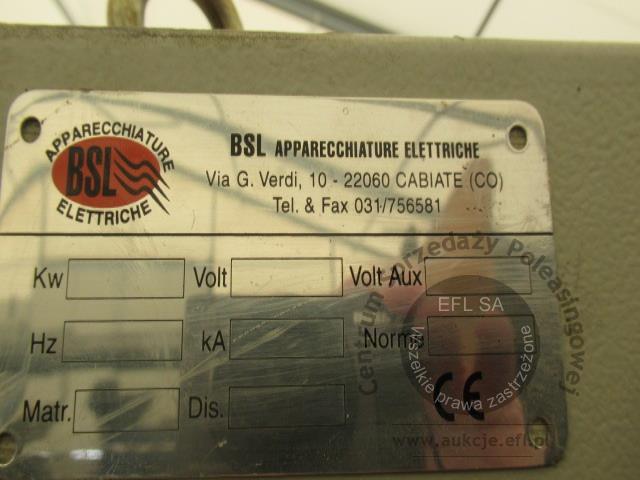 APPARECCHIATURE
BSL
ELETTRICHE
BSL APPARECCHIATURE ELETTRICHE
Via G. Verdi, 10 - 22060 CABIATE (CO)
Tel. & Fax 031/756581
Kw Volt Volt Aux
Hz kA Norme
Matr. Dis.
CE
Centrum Sprzedaży Poleasingowej
EFL SA
Wszelkie prawa zastrzeżone
www.aukcje.efl.pl